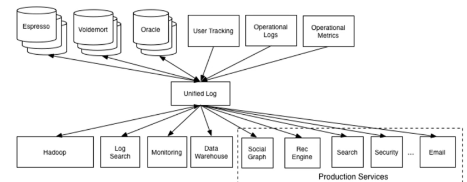 Espresso
Voldemort
Oracle
User Tracking
Operational
Logs
Operational
Metrics
Unified Log
Hadoop
Log
Search
Monitoring
Data
Warehouse
Social
Graph
Rec
Engine
Search
Security
...
Email
Production Services